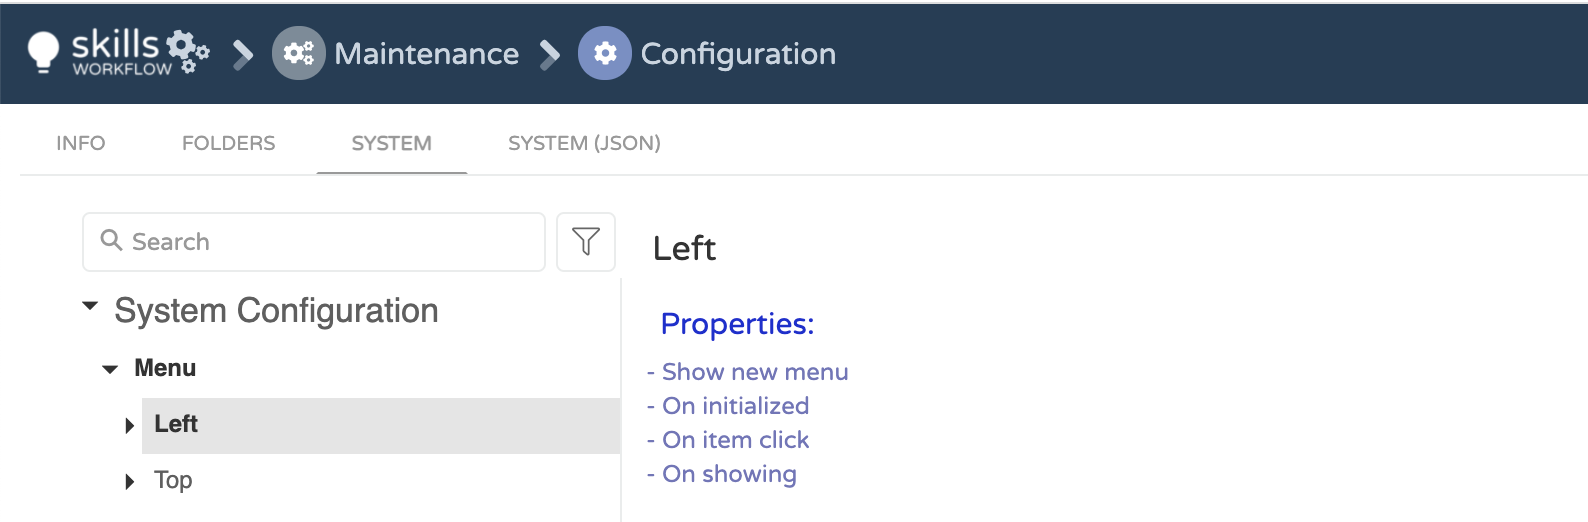 skills
WORKFLOW
Maintenance
Configuration
INFO FOLDERS SYSTEM SYSTEM (JSON)
Search
System Configuration
Menu
Left
Top
Left
Properties:
- Show new menu
- On initialized
- On item click
- On showing